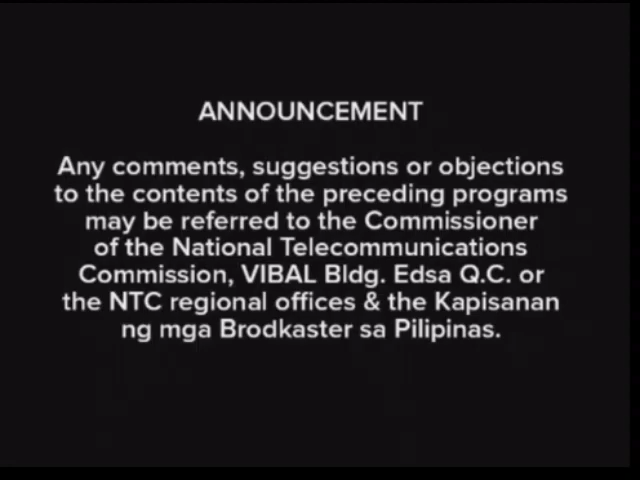 ANNOUNCEMENT
Any comments, suggestions or objections
to the contents of the preceding programs
may be referred to the Commissioner
of the National Telecommunications
Commission, VIBAL Bldg. Edsa Q.C. or
the NTC regional offices & the Kapisanan
ng mga Brodkaster sa Pilipinas.